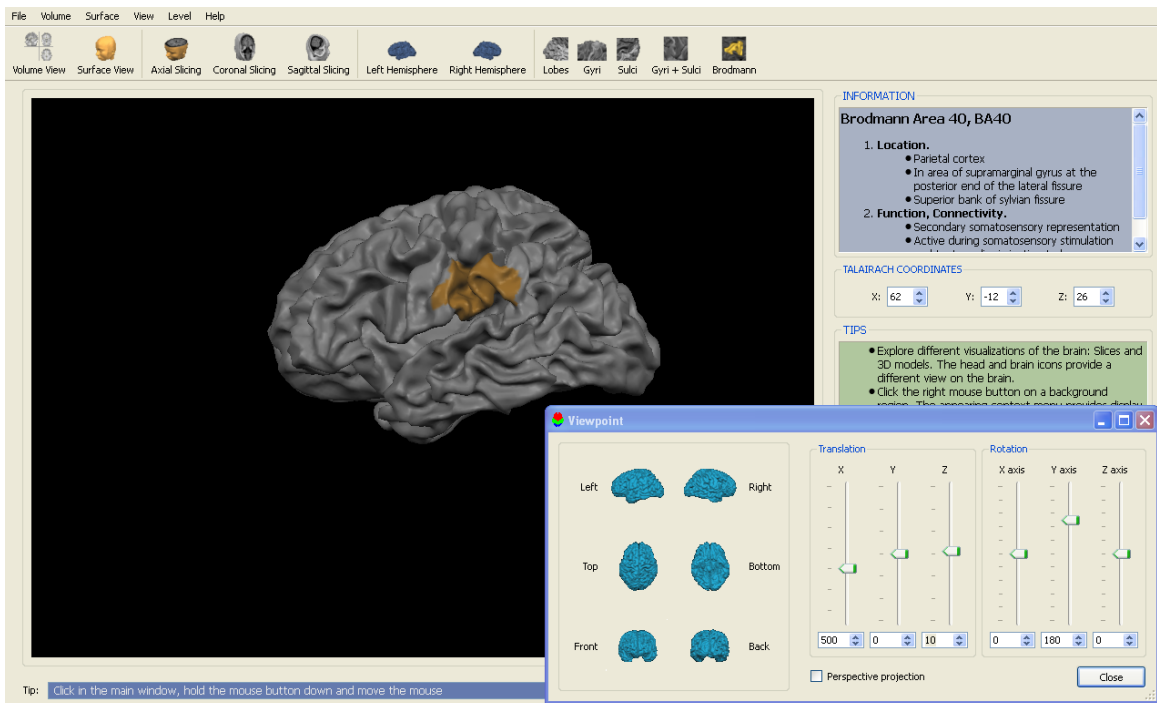 File Volume Surface View Level Help
Volume View Surface View Axial Slicing Coronal Slicing Sagittal Slicing Left Hemisphere Right Hemisphere Lobes Gyri Sulci Gyri + Sulci Brodmann
INFORMATION
Brodmann Area 40, BA40
1. Location.
● Parietal cortex
● In area of supramarginal gyrus at the
posterior end of the lateral fissure
● Superior bank of sylvian fissure
2. Function, Connectivity.
● Secondary somatosensory representation
● Active during somatosensory stimulation
TALAIRACH COORDINATES
X: 62 Y: -12 Z: 26
TIPS
● Explore different visualizations of the brain: Slices and
3D models. The head and brain icons provide a
different view on the brain.
● Click the right mouse button on a background
region. The appearing context menu provides display
Viewpoint
Left Right
Top Bottom
Front Back
Translation
X Y Z
500 0 10
Rotation
X axis Y axis Z axis
0 180 0
Perspective projection
Close
Tip: Click in the main window, hold the mouse button down and move the mouse